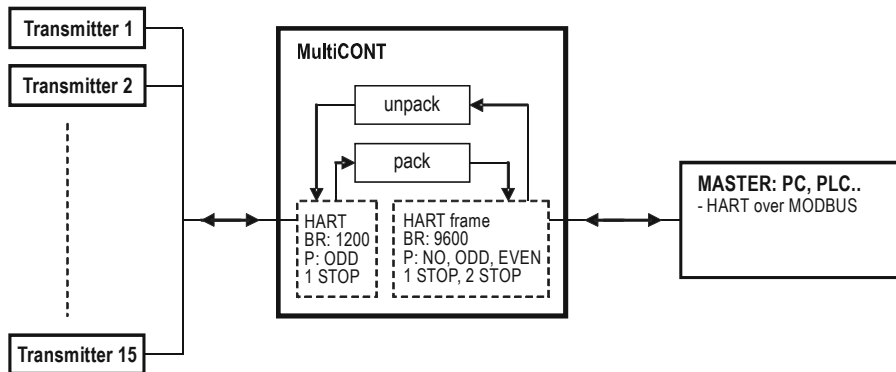 Transmitter 1
Transmitter 2
Transmitter 15
MultiCONT
unpack
pack
HART
BR: 1200
P: ODD
1 STOP
HART frame
BR: 9600
P: NO, ODD, EVEN
1 STOP, 2 STOP
MASTER: PC, PLC..
- HART over MODBUS